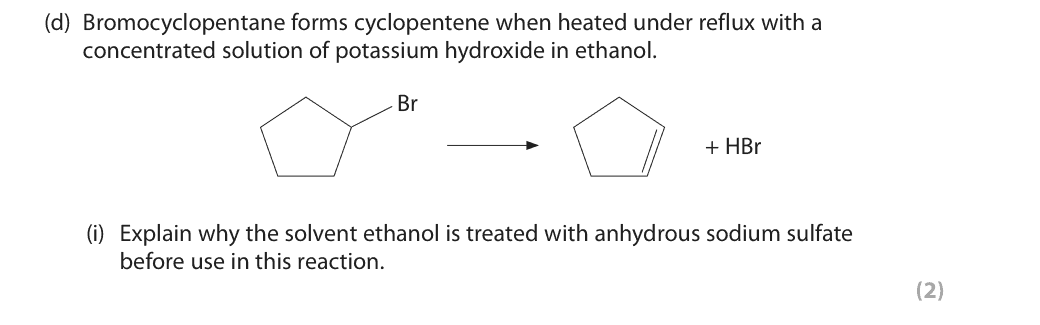 (d) Bromocyclopentane forms cyclopentene when heated under reflux with a
concentrated solution of potassium hydroxide in ethanol.
Br
+ HBr
(i) Explain why the solvent ethanol is treated with anhydrous sodium sulfate
before use in this reaction.
(2)